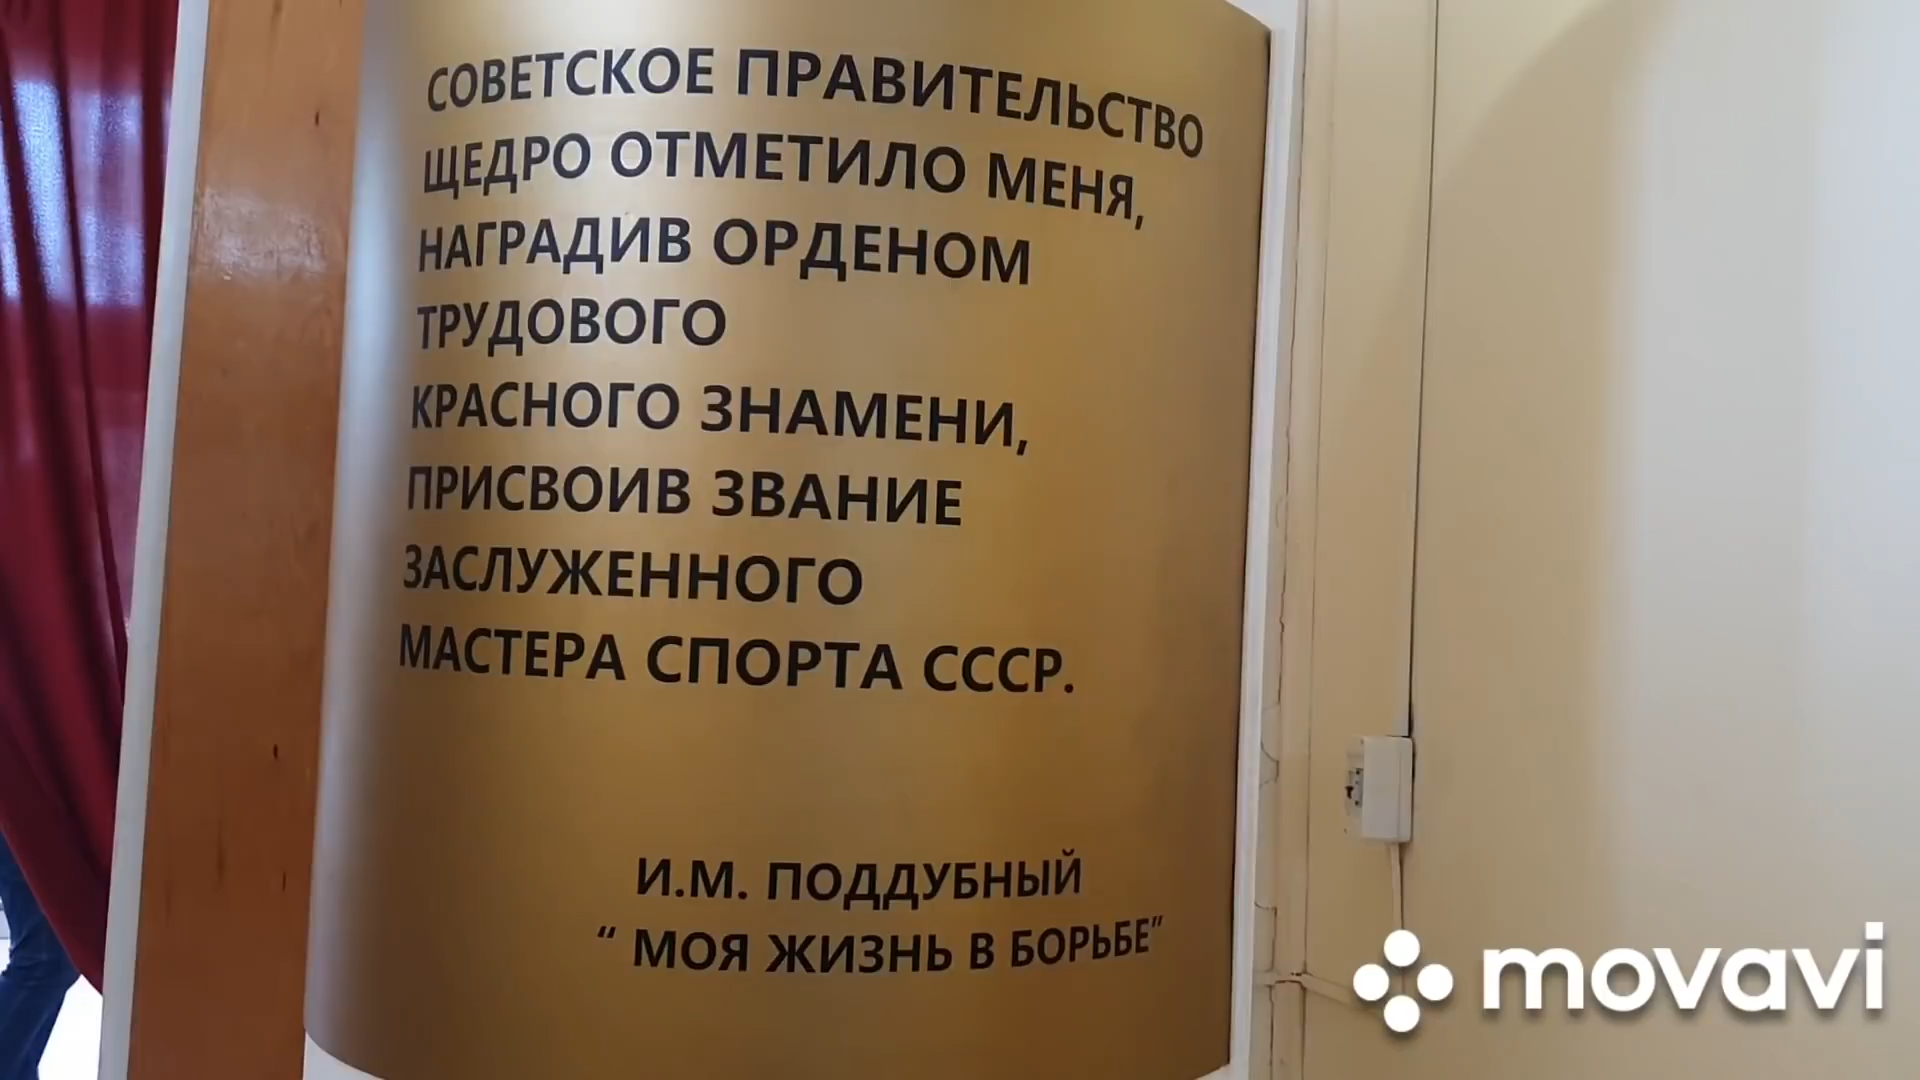 СОВЕТСКОЕ ПРАВИТЕЛЬСТВО
ЩЕДРО ОТМЕТИЛО МЕНЯ,
НАГРАДИВ ОРДЕНОМ
ТРУДОВОГО
КРАСНОГО ЗНАМЕНИ,
ПРИСВОИВ ЗВАНИЕ
ЗАСЛУЖЕННОГО
МАСТЕРА СПОРТА СССР.
И.М. ПОДДУБНЫЙ
“ МОЯ ЖИЗНЬ В БОРЬБЕ”
movavi